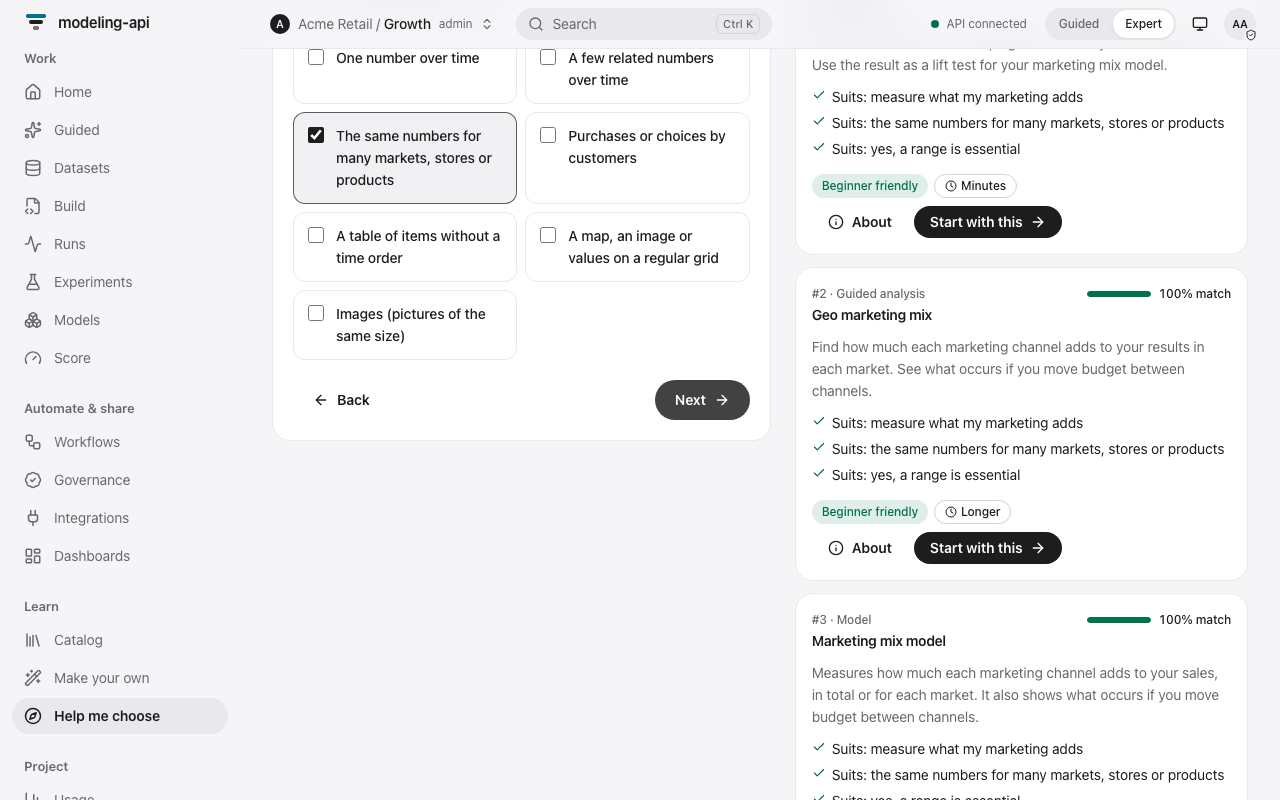 modeling-api
Acme Retail / Growth admin
Search
Ctrl K
API connected
Guided
Expert
AA
Work
Home
Guided
Datasets
Build
Runs
Experiments
Models
Score
Automate & share
Workflows
Governance
Integrations
Dashboards
Learn
Catalog
Make your own
Help me choose
Project
Usage
One number over time
A few related numbers
over time
The same numbers for
many markets, stores or
products
Purchases or choices by
customers
A table of items without a
time order
A map, an image or
values on a regular grid
Images (pictures of the
same size)
Back
Next
Use the result as a lift test for your marketing mix model.
Suits: measure what my marketing adds
Suits: the same numbers for many markets, stores or products
Suits: yes, a range is essential
Beginner friendly
Minutes
About
Start with this
#2 · Guided analysis
100% match
Geo marketing mix
Find how much each marketing channel adds to your results in
each market. See what occurs if you move budget between
channels.
Suits: measure what my marketing adds
Suits: the same numbers for many markets, stores or products
Suits: yes, a range is essential
Beginner friendly
Longer
About
Start with this
#3 · Model
100% match
Marketing mix model
Measures how much each marketing channel adds to your sales,
in total or for each market. It also shows what occurs if you move
budget between channels.
Suits: measure what my marketing adds
Suits: the same numbers for many markets, stores or products
Suits: yes, a range is essential